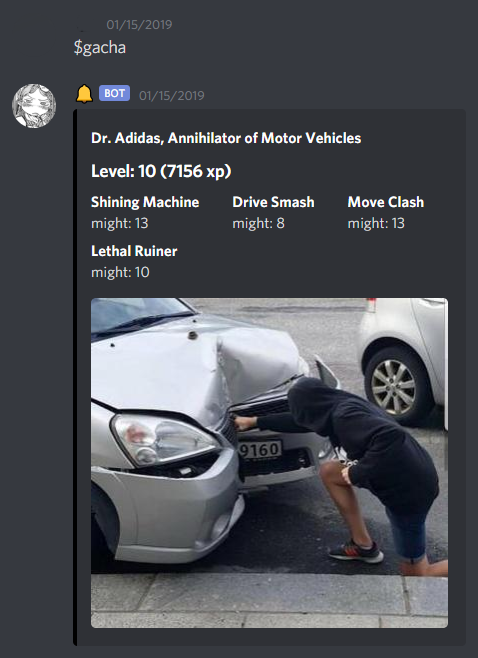 01/15/2019
$gacha
BOT 01/15/2019
Dr. Adidas, Annihilator of Motor Vehicles
Level: 10 (7156 xp)
Shining Machine Drive Smash Move Clash
might: 13 might: 8 might: 13
Lethal Ruiner
might: 10
9160